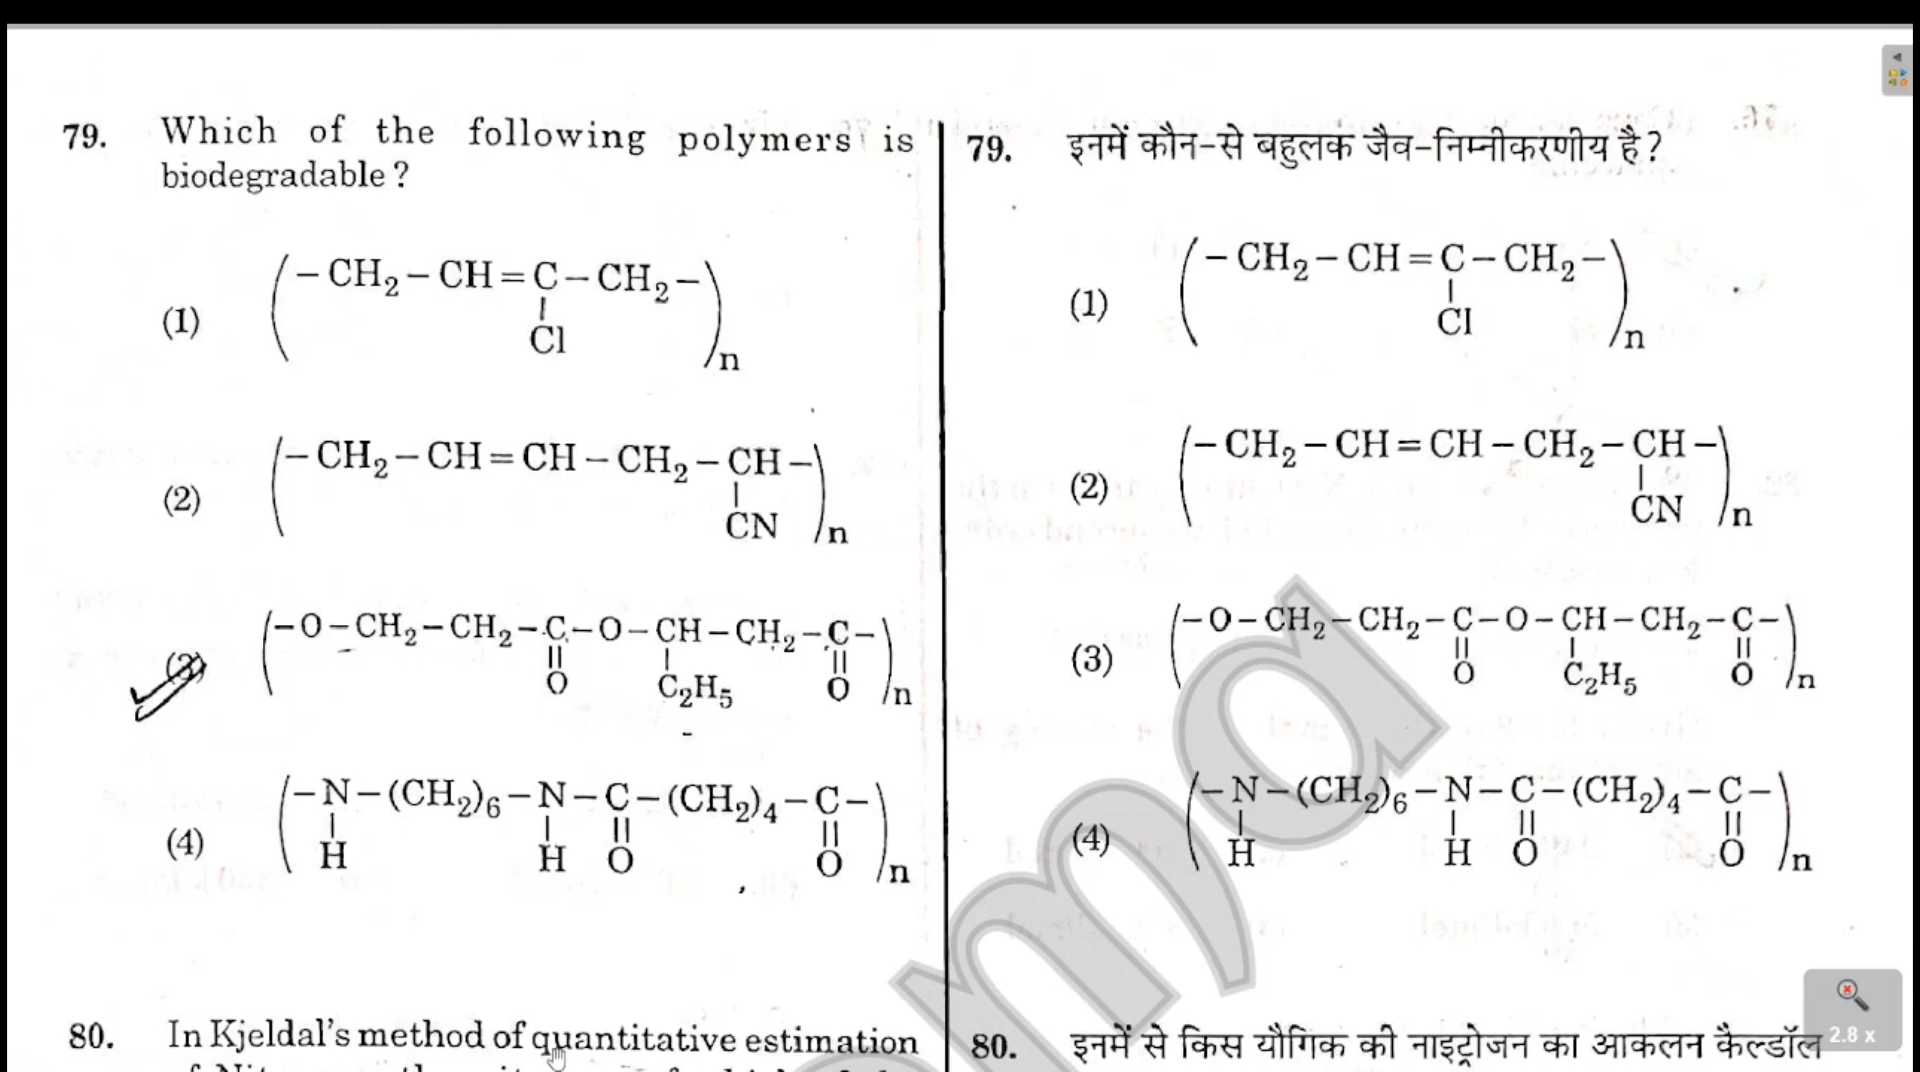 79. Which of the following polymers is
biodegradable ?
(1) (–CH₂–CH=C–CH₂–)n
Cl
(2) (–CH₂–CH=CH–CH₂–CH–)n
CN
(3) (–O–CH₂–CH₂–C–O–CH–CH₂–C–)n
O C₂H₅ O
(4) (–N–(CH₂)₆–N–C–(CH₂)₄–C–)n
H H O O
80. In Kjeldal's method of quantitative estimation
79. इनमें कौन-से बहुलक जैव-निम्नीकरणीय है?
(1) (–CH₂–CH=C–CH₂–)n
Cl
(2) (–CH₂–CH=CH–CH₂–CH–)n
CN
(3) (–O–CH₂–CH₂–C–O–CH–CH₂–C–)n
O C₂H₅ O
(4) (–N–(CH₂)₆–N–C–(CH₂)₄–C–)n
H H O O
80. इनमें से किस यौगिक की नाइट्रोजन का आकलन कैल्डॉल
2.8 x